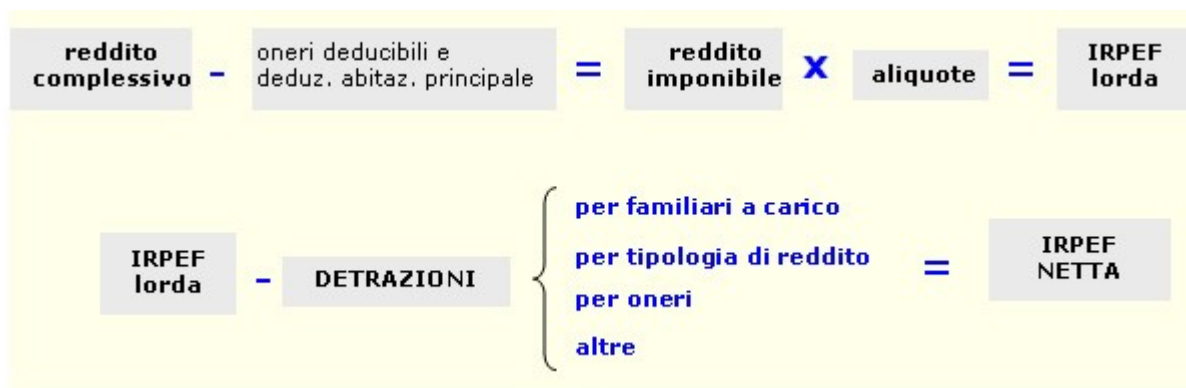 reddito complessivo - oneri deducibili e deduz. abitaz. principale = reddito imponibile x aliquote = IRPEF lorda
IRPEF lorda - DETRAZIONI
per familiari a carico
per tipologia di reddito
per oneri
altre
= IRPEF NETTA